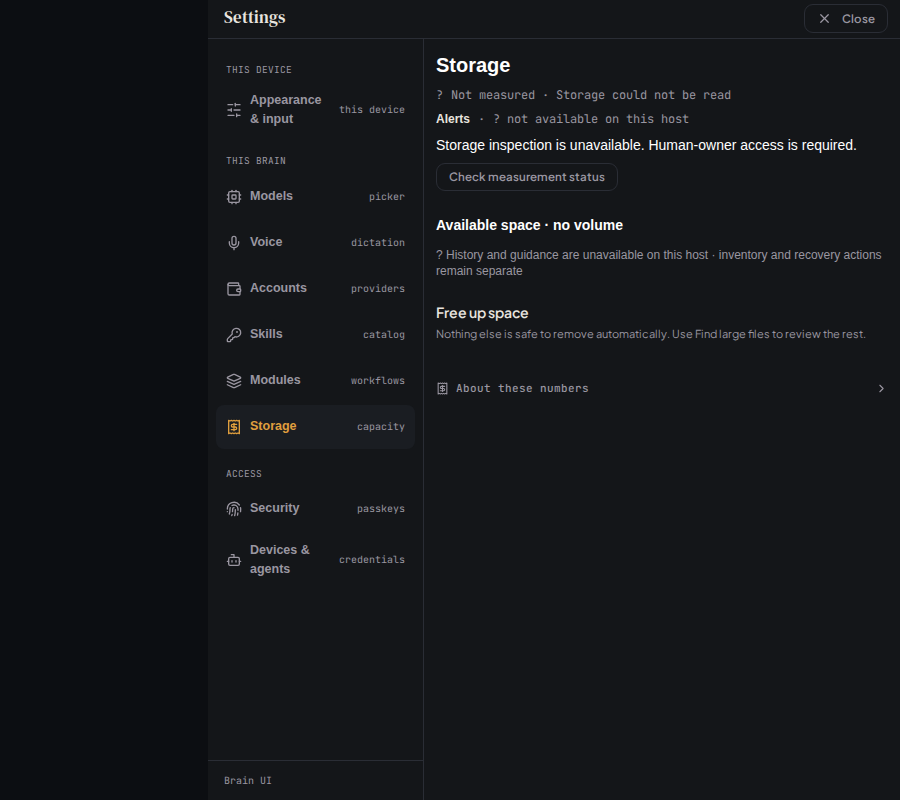 Settings
Close
THIS DEVICE
Appearance & input
this device
THIS BRAIN
Models
picker
Voice
dictation
Accounts
providers
Skills
catalog
Modules
workflows
Storage
capacity
ACCESS
Security
passkeys
Devices & agents
credentials
Brain UI
Storage
? Not measured · Storage could not be read
Alerts · ? not available on this host
Storage inspection is unavailable. Human-owner access is required.
Check measurement status
Available space · no volume
? History and guidance are unavailable on this host · inventory and recovery actions
remain separate
Free up space
Nothing else is safe to remove automatically. Use Find large files to review the rest.
About these numbers